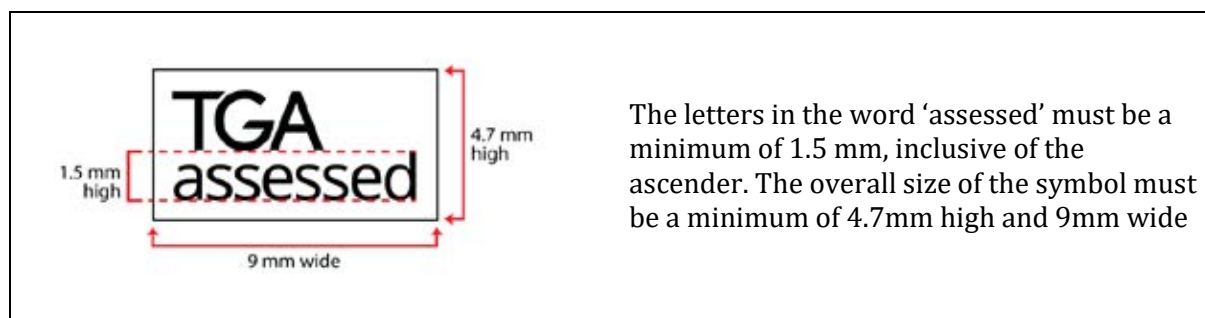 TGA
assessed
1.5 mm
high
4.7 mm
high
9 mm wide
The letters in the word ‘assessed’ must be a
minimum of 1.5 mm, inclusive of the
ascender. The overall size of the symbol must
be a minimum of 4.7mm high and 9mm wide